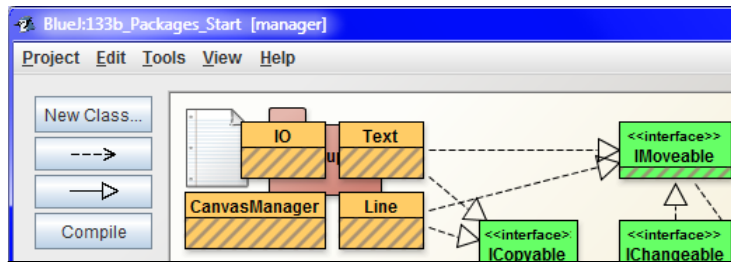 BlueJ:133b_Packages_Start [manager]
Project Edit Tools View Help
New Class...
Compile
IO
Text
CanvasManager
Line
<<interface>>
IMoveable
<<interface>>
ICopyable
<<interface>>
IChangeable